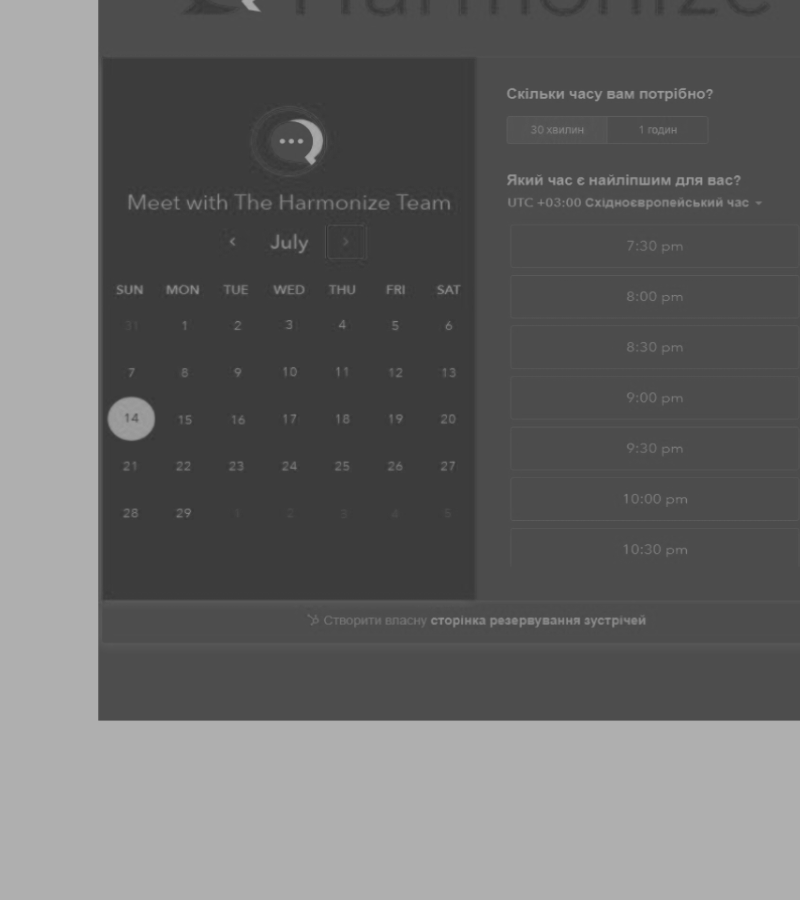 Harmonize
Meet with The Harmonize Team
July
SUN MON TUE WED THU FRI SAT
31 1 2 3 4 5 6
7 8 9 10 11 12 13
14 15 16 17 18 19 20
21 22 23 24 25 26 27
28 29 1 2 3 4 5
Скільки часу вам потрібно?
30 хвилин 1 годин
Який час є найліпшим для вас?
UTC +03:00 Східноєвропейський час
7:30 pm
8:00 pm
8:30 pm
9:00 pm
9:30 pm
10:00 pm
10:30 pm
Створити власну сторінка резервування зустрічей